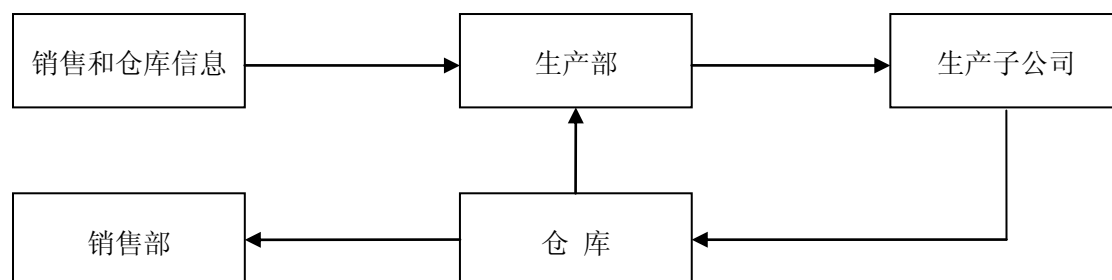 销售和仓库信息
生产部
生产子公司
销售部
仓 库